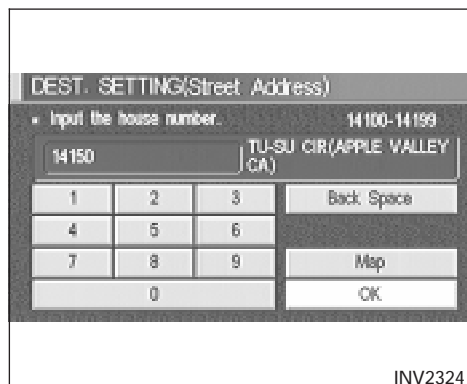 DEST. SETTING(Street Address)
Input the house number. 14100-14199
14150 TU-SU CIR(APPLE VALLEY
CA)
1 2 3 Back Space
4 5 6
7 8 9 Map
0 OK
INV2324